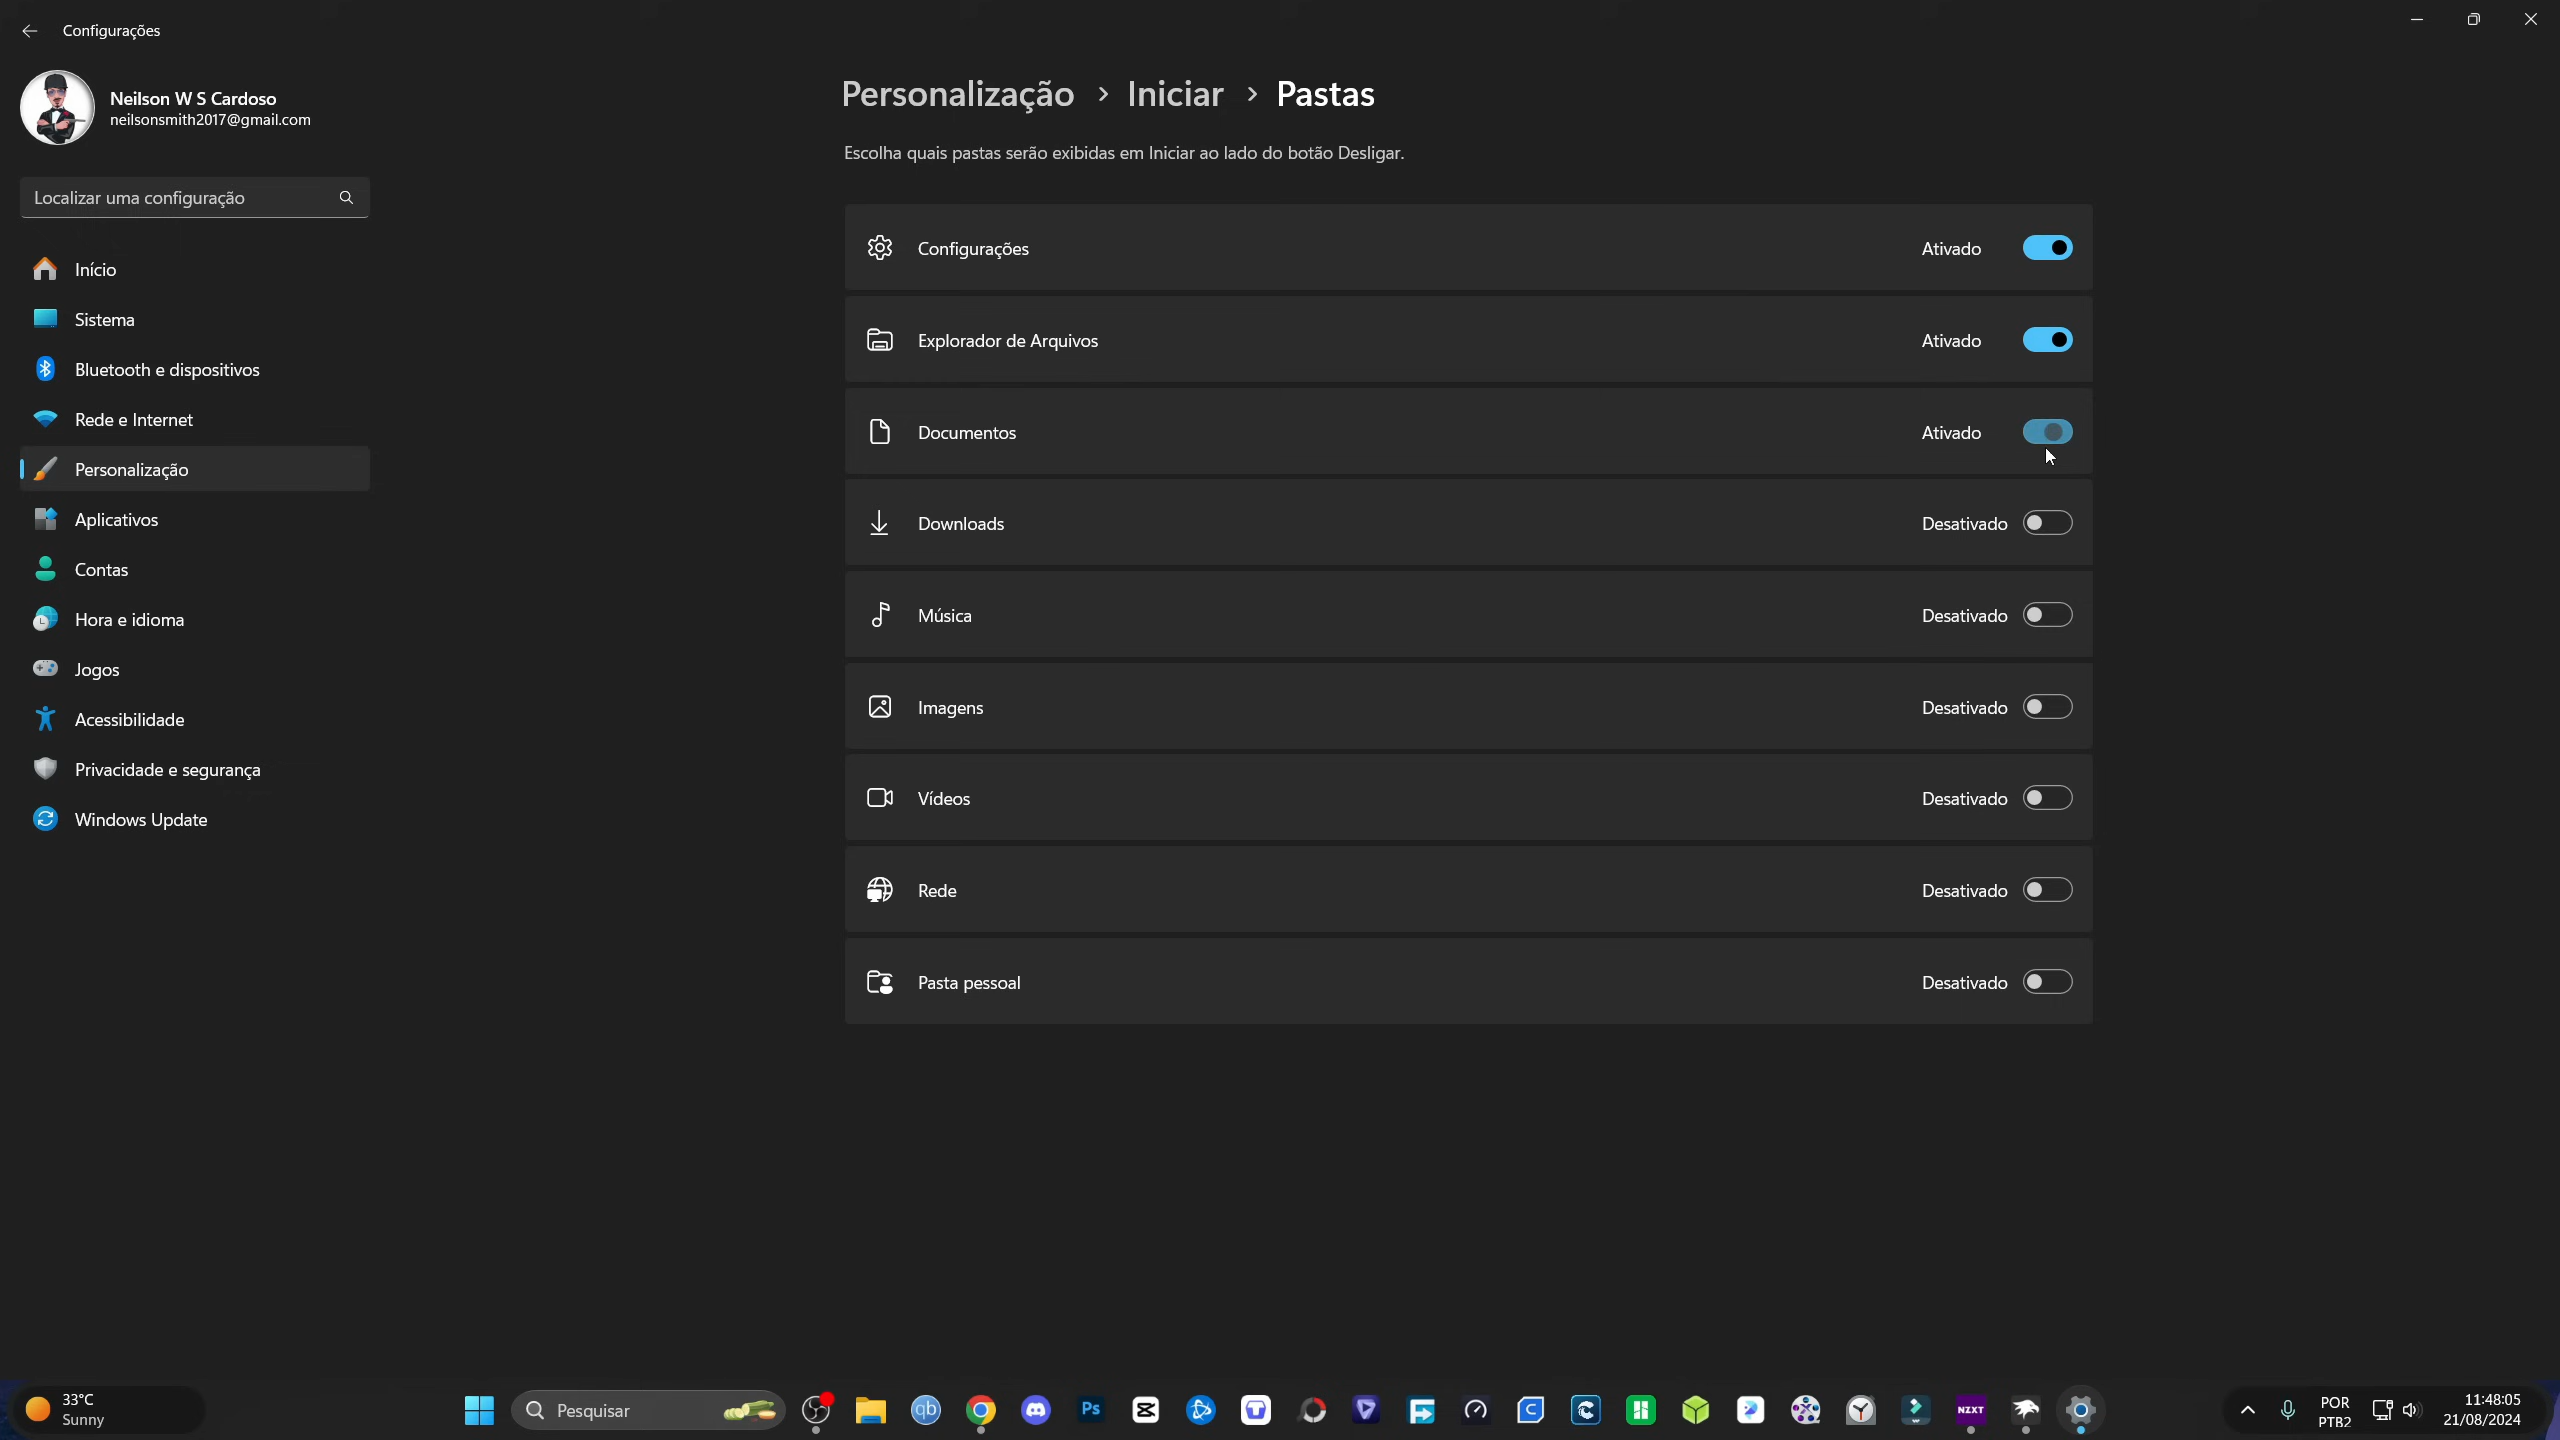 Configurações
Neilson W S Cardoso
neilsonsmith2017@gmail.com
Localizar uma configuração
Início
Sistema
Bluetooth e dispositivos
Rede e Internet
Personalização
Aplicativos
Contas
Hora e idioma
Jogos
Acessibilidade
Privacidade e segurança
Windows Update
Personalização > Iniciar > Pastas
Escolha quais pastas serão exibidas em Iniciar ao lado do botão Desligar.
Configurações Ativado
Explorador de Arquivos Ativado
Documentos Ativado
Downloads Desativado
Música Desativado
Imagens Desativado
Vídeos Desativado
Rede Desativado
Pasta pessoal Desativado
33°C
Sunny
Pesquisar
qb
Ps
NZXT
POR
PTB2
11:48:05
21/08/2024